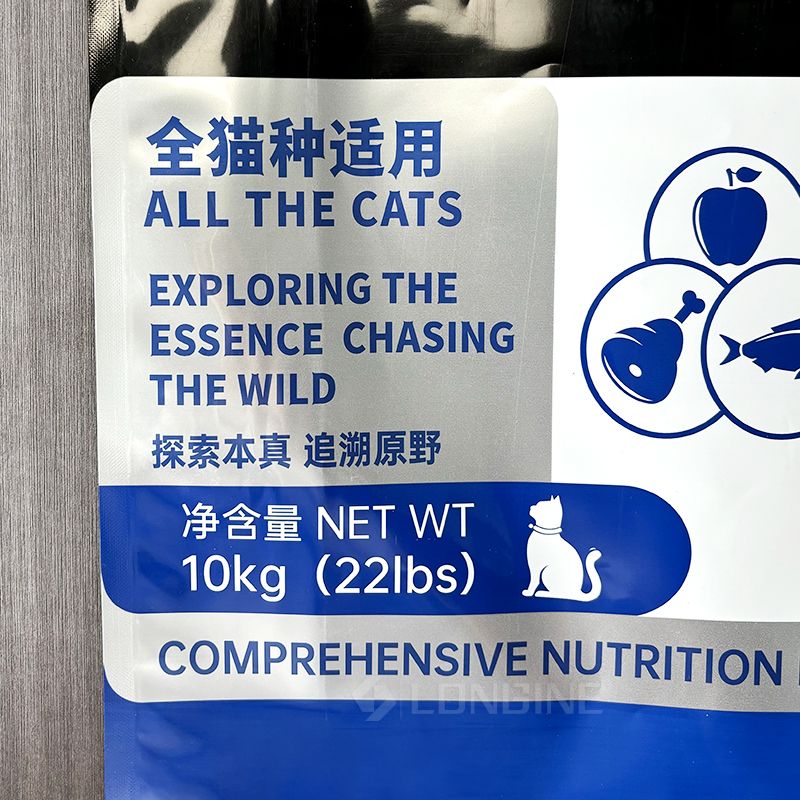 全猫种适用
ALL THE CATS
EXPLORING THE
ESSENCE CHASING
THE WILD
探索本真 追溯原野
净含量 NET WT
10kg（22lbs）
COMPREHENSIVE NUTRITION
LONGINE